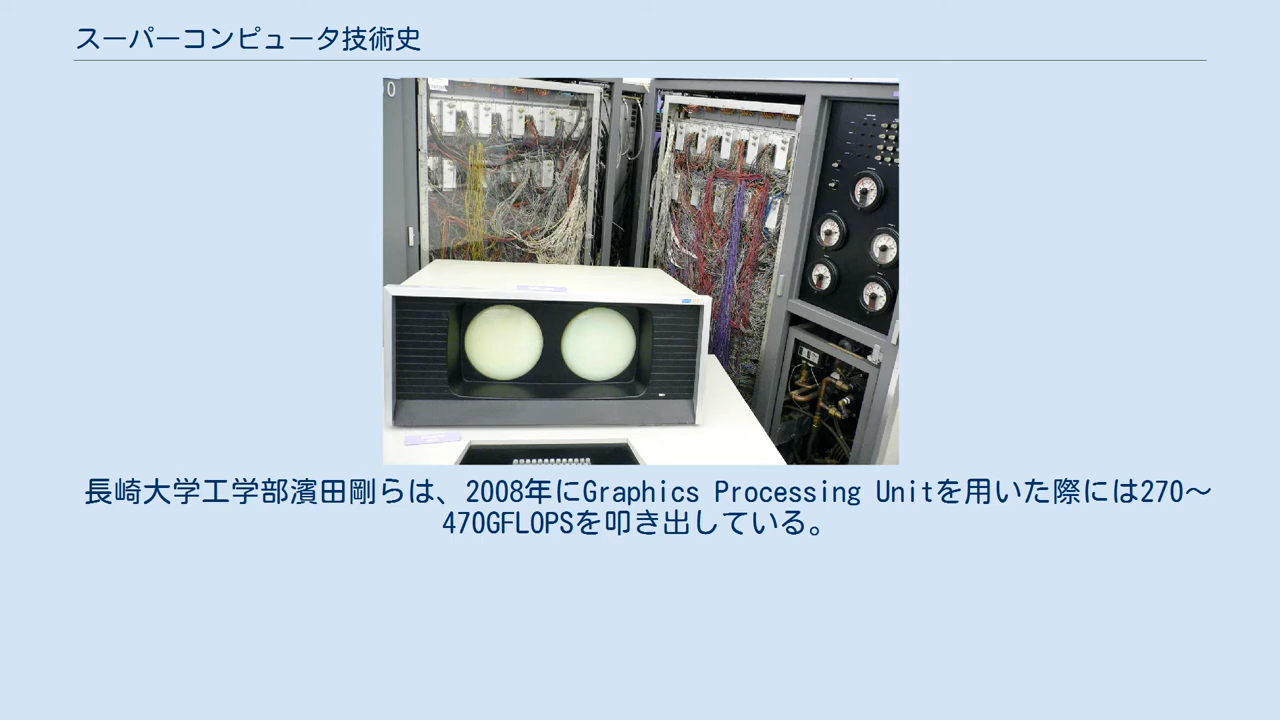 スーパーコンピュータ技術史
0
長崎大学工学部濱田剛らは、2008年にGraphics Processing Unitを用いた際には270〜
470GFLOPSを叩き出している。